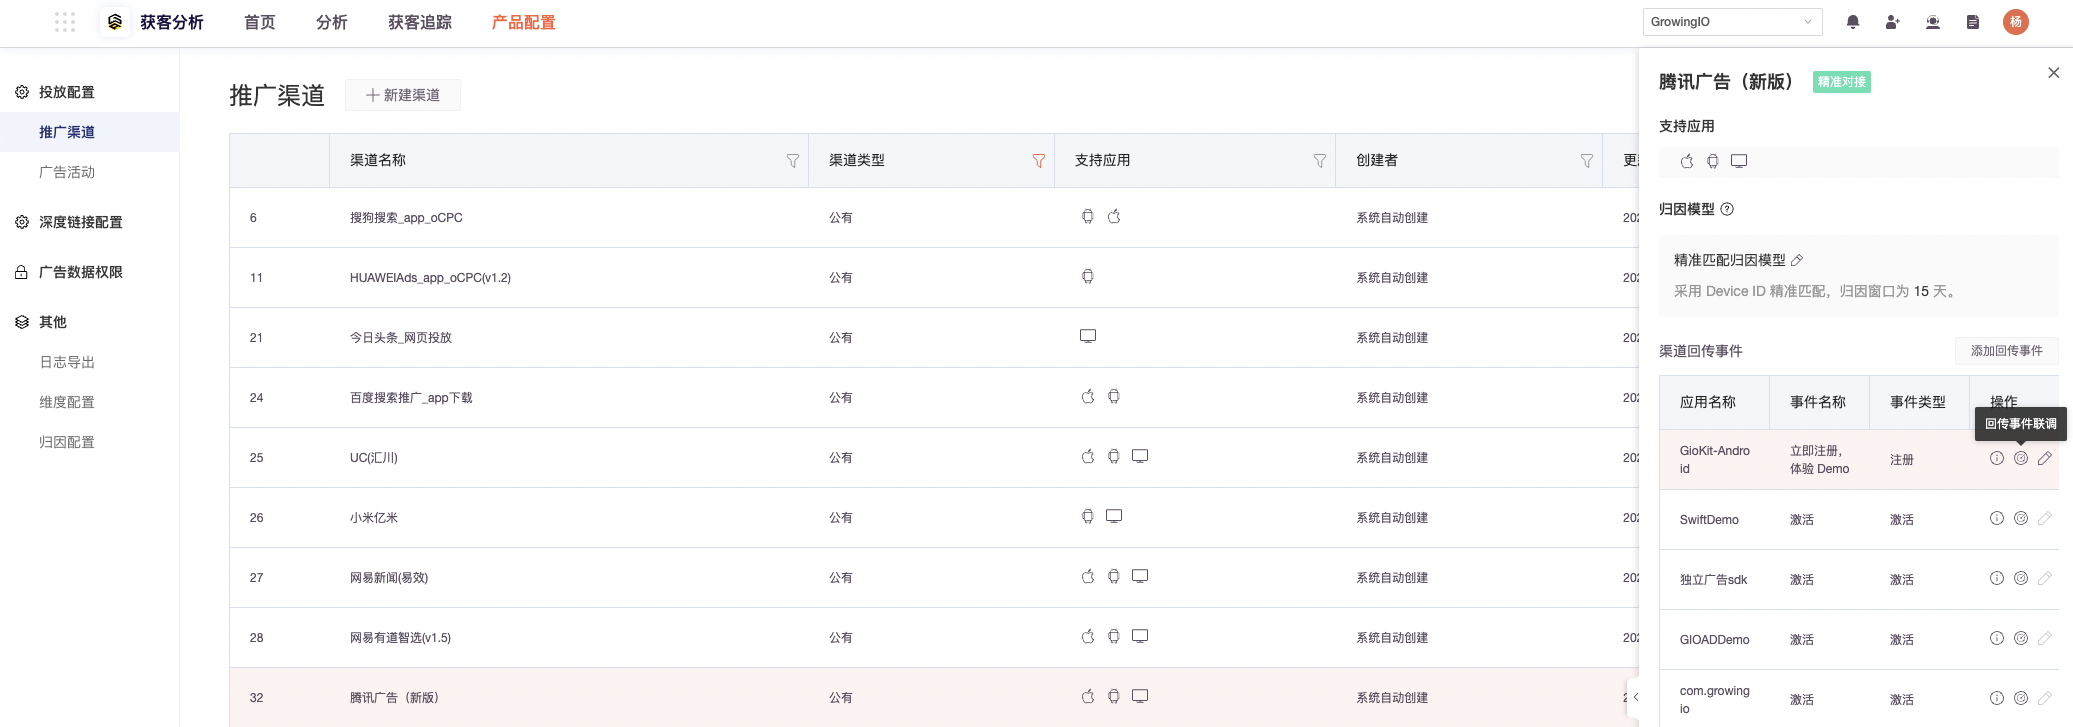 获客分析 首页 分析 获客追踪 产品配置 GrowingIO 杨
投放配置
推广渠道
广告活动
深度链接配置
广告数据权限
其他
日志导出
维度配置
归因配置
推广渠道 新建渠道
渠道名称 渠道类型 支持应用 创建者
6 搜狗搜索_app_oCPC 公有 系统自动创建
11 HUAWEIAds_app_oCPC(v1.2) 公有 系统自动创建
21 今日头条_网页投放 公有 系统自动创建
24 百度搜索推广_app下载 公有 系统自动创建
25 UC(汇川) 公有 系统自动创建
26 小米亿米 公有 系统自动创建
27 网易新闻(易效) 公有 系统自动创建
28 网易有道智选(v1.5) 公有 系统自动创建
32 腾讯广告（新版） 公有 系统自动创建
腾讯广告（新版） 精准对接
支持应用
归因模型
精准匹配归因模型
采用 Device ID 精准匹配，归因窗口为 15 天。
渠道回传事件 添加回传事件
应用名称 事件名称 事件类型 操作
回传事件联调
GioKit-Andro
id
立即注册，
体验 Demo
注册
SwiftDemo 激活 激活
独立广告sdk 激活 激活
GIOADDemo 激活 激活
com.growing
io
激活 激活